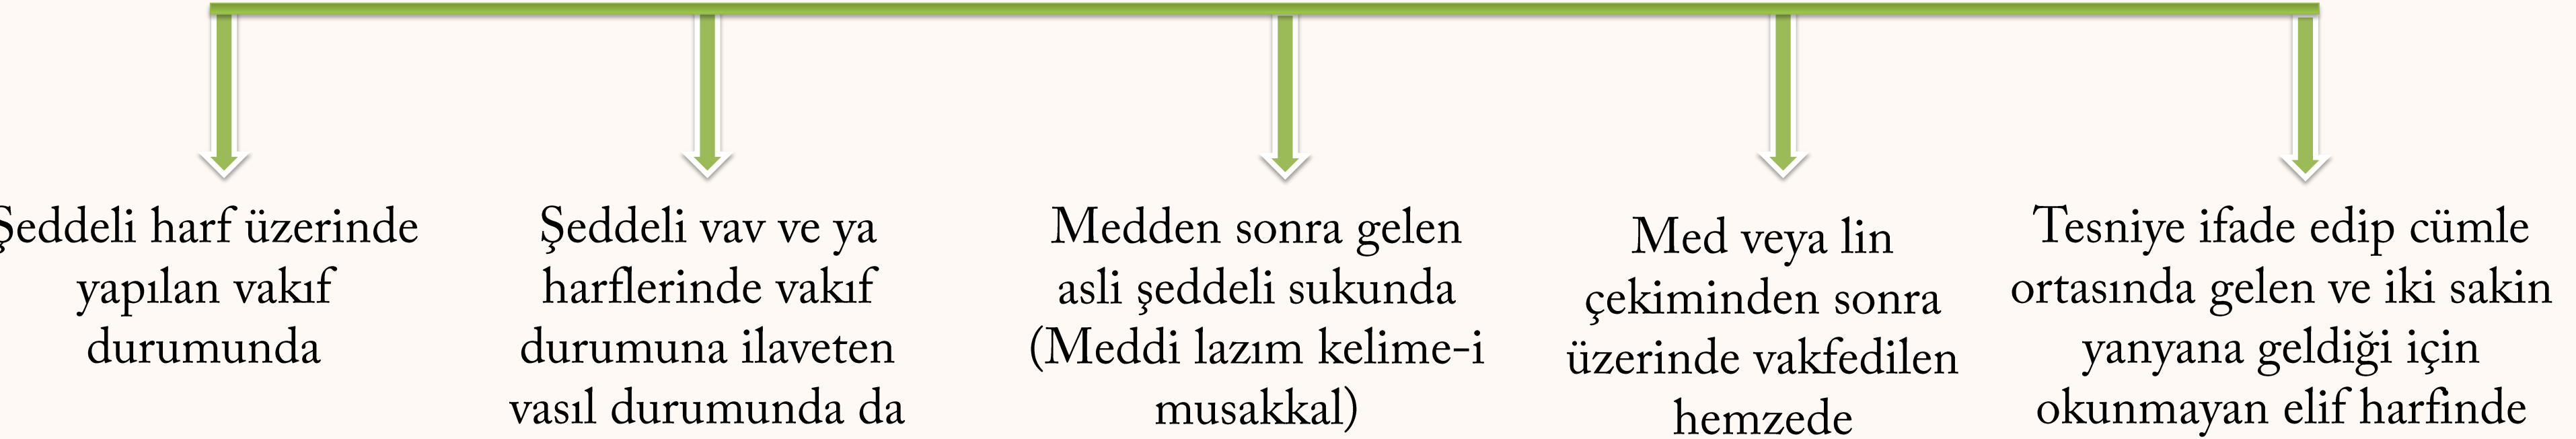 Şeddeli harf üzerinde
yapılan vakıf
durumunda
Şeddeli vav ve ya
harflerinde vakıf
durumuna ilaveten
vasıl durumunda da
Medden sonra gelen
asli şeddeli sukunda
(Meddi lazım kelime-i
musakkal)
Med veya lin
çekiminden sonra
üzerinde vakfedilen
hemzede
Tesniye ifade edip cümle
ortasında gelen ve iki sakin
yanyana geldiği için
okunmayan elif harfinde